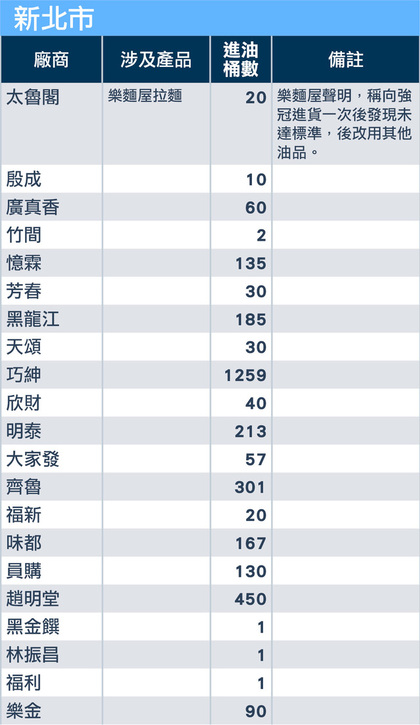 新北市
廠商 涉及產品 進油桶數 備註
太魯閣 樂麵屋拉麵 20 樂麵屋聲明，稱向強
冠進貨一次後發現未
達標準，後改用其他
油品。
殷成 10
廣真香 60
竹間 2
憶霖 135
芳春 30
黑龍江 185
天頌 30
巧紳 1259
欣財 40
明泰 213
大家發 57
齊魯 301
福新 20
味都 167
員購 130
趙明堂 450
黑金饌 1
林振昌 1
福利 1
樂金 90